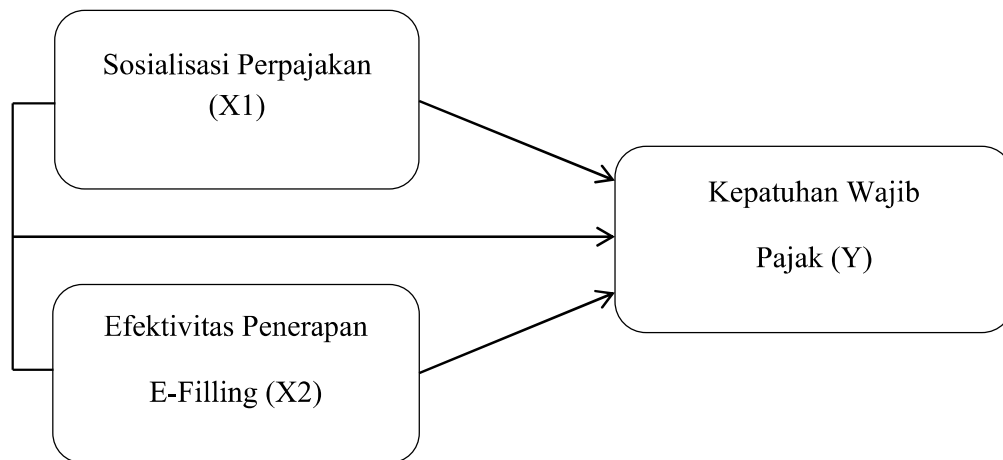 Sosialisasi Perpajakan
(X1)
Kepatuhan Wajib
Pajak (Y)
Efektivitas Penerapan
E-Filling (X2)